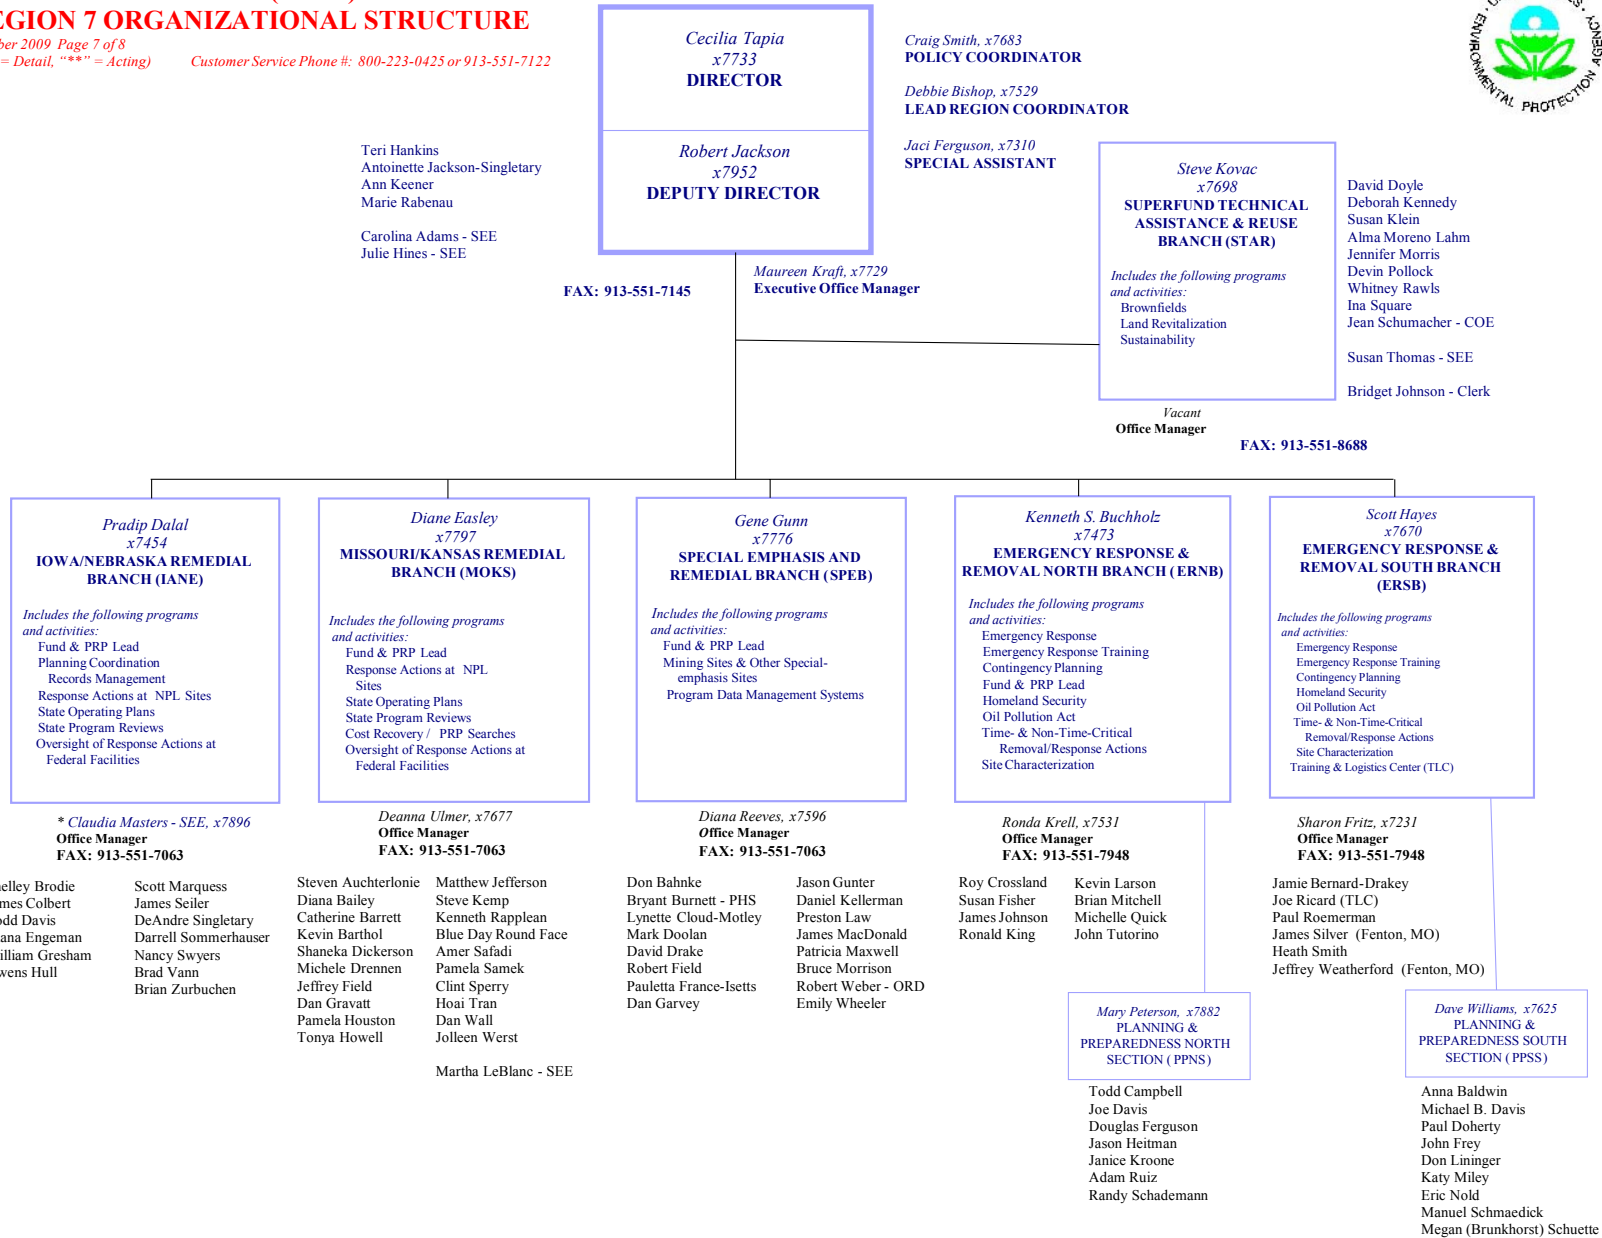 REGION 7 ORGANIZATIONAL STRUCTURE
2009 Page 7 of 8
= Detail, “**” = Acting) Customer Service Phone #: 800-223-0425 or 913-551-7122
Cecilia Tapia
x7733
DIRECTOR
Robert Jackson
x7952
DEPUTY DIRECTOR
Craig Smith, x7683
POLICY COORDINATOR
Debbie Bishop, x7529
LEAD REGION COORDINATOR
Jaci Ferguson, x7310
SPECIAL ASSISTANT
ENVIRONMENTAL PROTECTION AGENCY
Teri Hankins
Antoinette Jackson-Singletary
Ann Keener
Marie Rabenau
Carolina Adams - SEE
Julie Hines - SEE
FAX: 913-551-7145
Maureen Kraft, x7729
Executive Office Manager
Steve Kovac
x7698
SUPERFUND TECHNICAL
ASSISTANCE & REUSE
BRANCH (STAR)
Includes the following programs
and activities:
Brownfields
Land Revitalization
Sustainability
David Doyle
Deborah Kennedy
Susan Klein
Alma Moreno Lahm
Jennifer Morris
Devin Pollock
Whitney Rawls
Ina Square
Jean Schumacher - COE
Susan Thomas - SEE
Bridget Johnson - Clerk
Vacant
Office Manager
FAX: 913-551-8688
Pradip Dalal
x7454
IOWA/NEBRASKA REMEDIAL
BRANCH (IANE)
Includes the following programs
and activities:
Fund & PRP Lead
Planning Coordination
Records Management
Response Actions at NPL Sites
State Operating Plans
State Program Reviews
Oversight of Response Actions at
Federal Facilities
* Claudia Masters - SEE, x7896
Office Manager
FAX: 913-551-7063
elley Brodie
mes Colbert
odd Davis
ana Engeman
illiam Gresham
wens Hull
Scott Marquess
James Seiler
DeAndre Singletary
Darrell Sommerhauser
Nancy Swyers
Brad Vann
Brian Zurbuchen
Diane Easley
x7797
MISSOURI/KANSAS REMEDIAL
BRANCH (MOKS)
Includes the following programs
and activities:
Fund & PRP Lead
Response Actions at NPL
Sites
State Operating Plans
State Program Reviews
Cost Recovery / PRP Searches
Oversight of Response Actions at
Federal Facilities
Deanna Ulmer, x7677
Office Manager
FAX: 913-551-7063
Steven Auchterlonie
Diana Bailey
Catherine Barrett
Kevin Barthol
Shaneka Dickerson
Michele Drennen
Jeffrey Field
Dan Gravatt
Pamela Houston
Tonya Howell
Matthew Jefferson
Steve Kemp
Kenneth Rapplean
Blue Day Round Face
Amer Safadi
Pamela Samek
Clint Sperry
Hoai Tran
Dan Wall
Jolleen Werst
Martha LeBlanc - SEE
Gene Gunn
x7776
SPECIAL EMPHASIS AND
REMEDIAL BRANCH (SPEB)
Includes the following programs
and activities:
Fund & PRP Lead
Mining Sites & Other Special-
emphasis Sites
Program Data Management Systems
Diana Reeves, x7596
Office Manager
FAX: 913-551-7063
Don Bahnke
Bryant Burnett - PHS
Lynette Cloud-Motley
Mark Doolan
David Drake
Robert Field
Pauletta France-Isetts
Dan Garvey
Jason Gunter
Daniel Kellerman
Preston Law
James MacDonald
Patricia Maxwell
Bruce Morrison
Robert Weber - ORD
Emily Wheeler
Kenneth S. Buchholz
x7473
EMERGENCY RESPONSE &
REMOVAL NORTH BRANCH (ERNB)
Includes the following programs
and activities:
Emergency Response
Emergency Response Training
Contingency Planning
Fund & PRP Lead
Homeland Security
Oil Pollution Act
Time- & Non-Time-Critical
Removal/Response Actions
Site Characterization
Ronda Krell, x7531
Office Manager
FAX: 913-551-7948
Roy Crossland
Susan Fisher
James Johnson
Ronald King
Kevin Larson
Brian Mitchell
Michelle Quick
John Tutorino
Mary Peterson, x7882
PLANNING &
PREPAREDNESS NORTH
SECTION (PPNS)
Todd Campbell
Joe Davis
Douglas Ferguson
Jason Heitman
Janice Kroone
Adam Ruiz
Randy Schademann
Scott Hayes
x7670
EMERGENCY RESPONSE &
REMOVAL SOUTH BRANCH
(ERSB)
Includes the following programs
and activities:
Emergency Response
Emergency Response Training
Contingency Planning
Homeland Security
Oil Pollution Act
Time- & Non-Time-Critical
Removal/Response Actions
Site Characterization
Training & Logistics Center (TLC)
Sharon Fritz, x7231
Office Manager
FAX: 913-551-7948
Jamie Bernard-Drakey
Joe Ricard (TLC)
Paul Roemerman
James Silver (Fenton, MO)
Heath Smith
Jeffrey Weatherford (Fenton, MO)
Dave Williams, x7625
PLANNING &
PREPAREDNESS SOUTH
SECTION (PPSS)
Anna Baldwin
Michael B. Davis
Paul Doherty
John Frey
Don Lininger
Katy Miley
Eric Nold
Manuel Schmaedick
Megan (Brunkhorst) Schuette